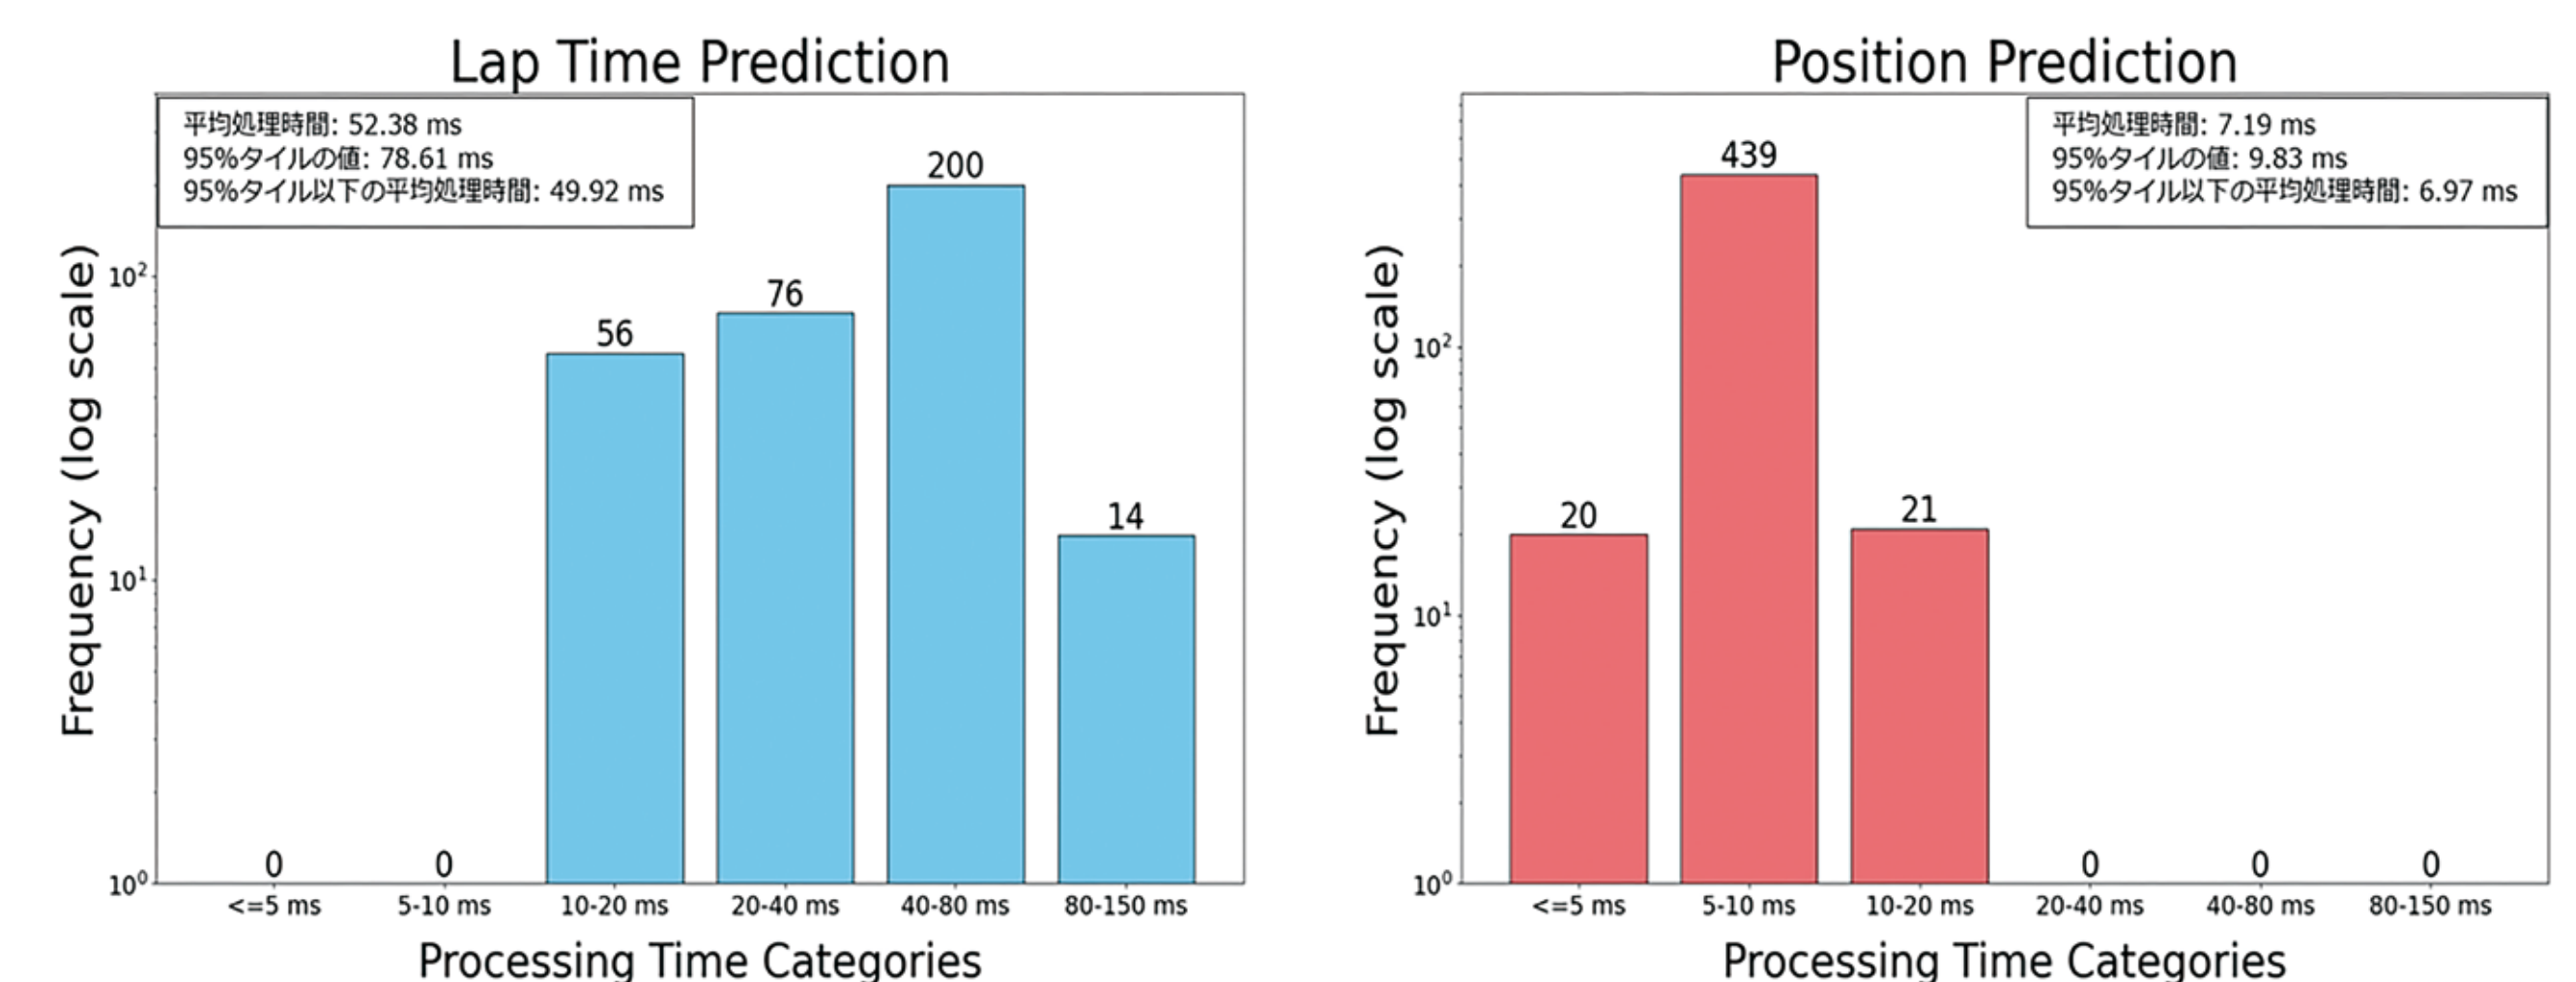 Lap Time Prediction
平均処理時間: 52.38 ms
95%タイルの値: 78.61 ms
95%タイル以下の平均処理時間: 49.92 ms
Frequency (log scale)
10²
10¹
10⁰
0
0
56
76
200
14
<=5 ms
5-10 ms
10-20 ms
20-40 ms
40-80 ms
80-150 ms
Processing Time Categories
Position Prediction
平均処理時間: 7.19 ms
95%タイルの値: 9.83 ms
95%タイル以下の平均処理時間: 6.97 ms
Frequency (log scale)
10²
10¹
10⁰
20
439
21
0
0
0
<=5 ms
5-10 ms
10-20 ms
20-40 ms
40-80 ms
80-150 ms
Processing Time Categories